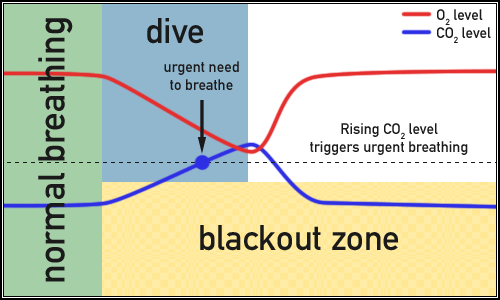 normal breathing
dive
urgent need
to breathe
O₂ level
CO₂ level
Rising CO₂ level
triggers urgent breathing
blackout zone